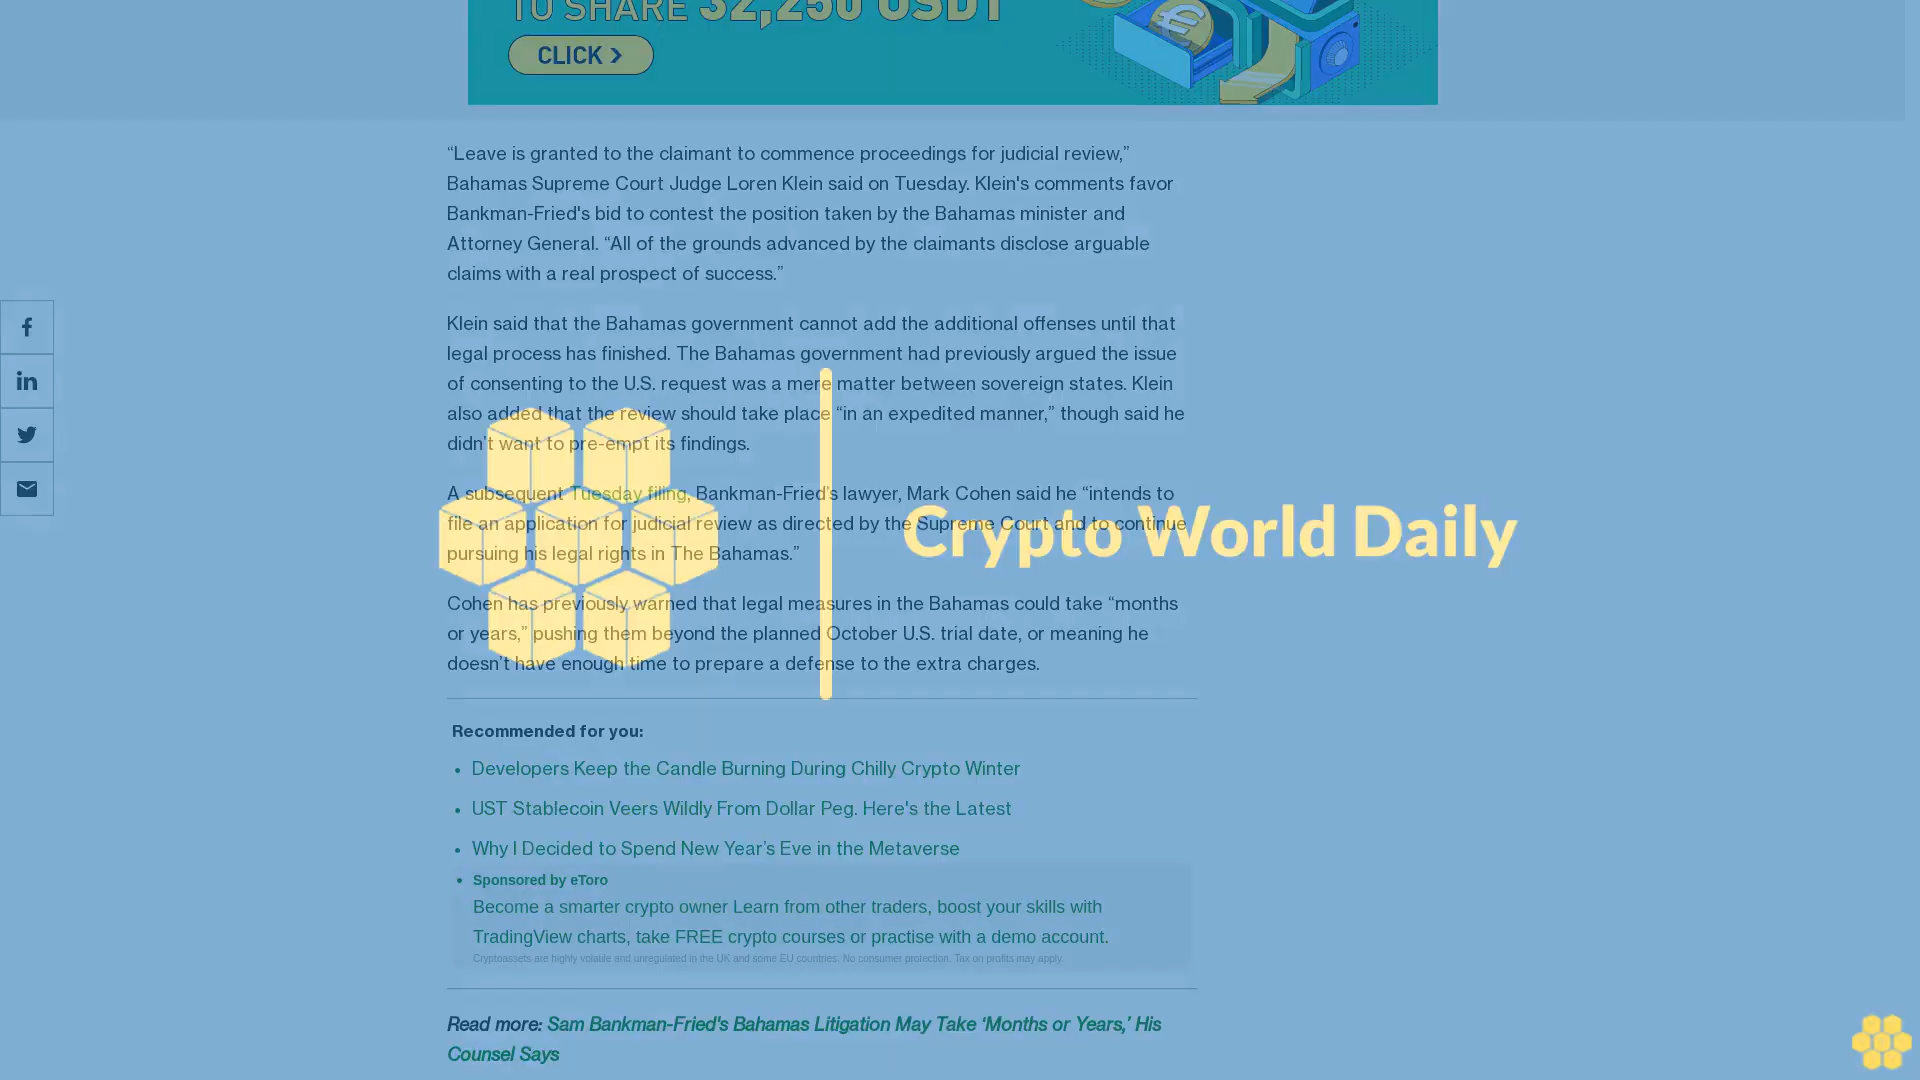 TO SHARE 32,250 USDT
CLICK >
“Leave is granted to the claimant to commence proceedings for judicial review,”
Bahamas Supreme Court Judge Loren Klein said on Tuesday. Klein's comments favor
Bankman-Fried's bid to contest the position taken by the Bahamas minister and
Attorney General. “All of the grounds advanced by the claimants disclose arguable
claims with a real prospect of success.”
Klein said that the Bahamas government cannot add the additional offenses until that
legal process has finished. The Bahamas government had previously argued the issue
of consenting to the U.S. request was a mere matter between sovereign states. Klein
also added that the review should take place “in an expedited manner,” though said he
didn’t want to pre-empt its findings.
A subsequent Tuesday filing, Bankman-Fried’s lawyer, Mark Cohen said he “intends to
file an application for judicial review as directed by the Supreme Court and to continue
pursuing his legal rights in The Bahamas.”
Crypto World Daily
Cohen has previously warned that legal measures in the Bahamas could take “months
or years,” pushing them beyond the planned October U.S. trial date, or meaning he
doesn’t have enough time to prepare a defense to the extra charges.
Recommended for you:
• Developers Keep the Candle Burning During Chilly Crypto Winter
• UST Stablecoin Veers Wildly From Dollar Peg. Here's the Latest
• Why I Decided to Spend New Year’s Eve in the Metaverse
• Sponsored by eToro
Become a smarter crypto owner Learn from other traders, boost your skills with
TradingView charts, take FREE crypto courses or practise with a demo account.
Cryptoassets are highly volatile and unregulated in the UK and some EU countries. No consumer protection. Tax on profits may apply.
Read more: Sam Bankman-Fried's Bahamas Litigation May Take ‘Months or Years,’ His
Counsel Says